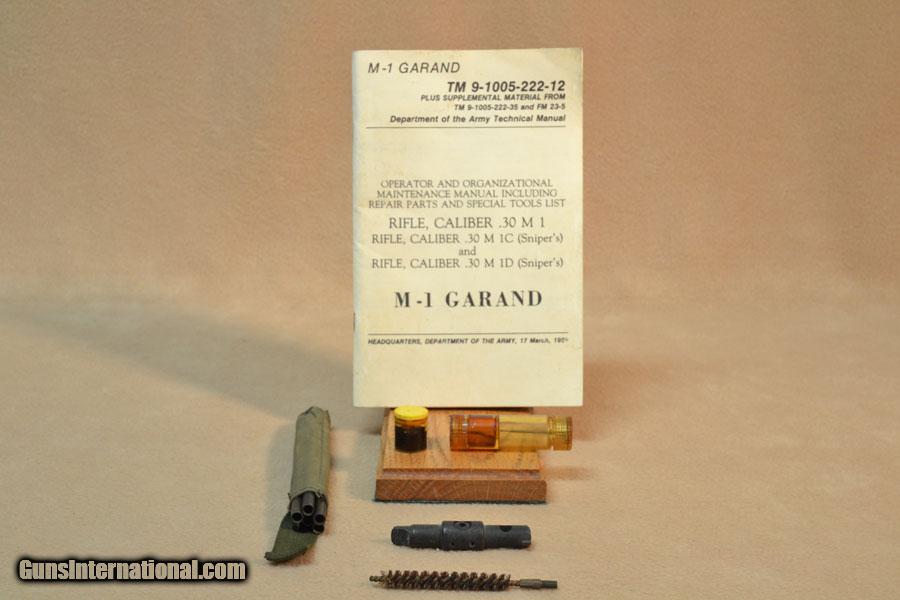 M-1 GARAND
TM 9-1005-222-12
PLUS SUPPLEMENTAL MATERIAL FROM
TM 9-1005-222-35 and FM 23-5
Department of the Army Technical Manual
OPERATOR AND ORGANIZATIONAL
MAINTENANCE MANUAL INCLUDING
REPAIR PARTS AND SPECIAL TOOLS LIST
RIFLE, CALIBER .30 M 1
RIFLE, CALIBER .30 M 1C (Sniper's)
and
RIFLE, CALIBER .30 M 1D (Sniper's)
M-1 GARAND
HEADQUARTERS, DEPARTMENT OF THE ARMY, 17 March,
GunsInternational.com